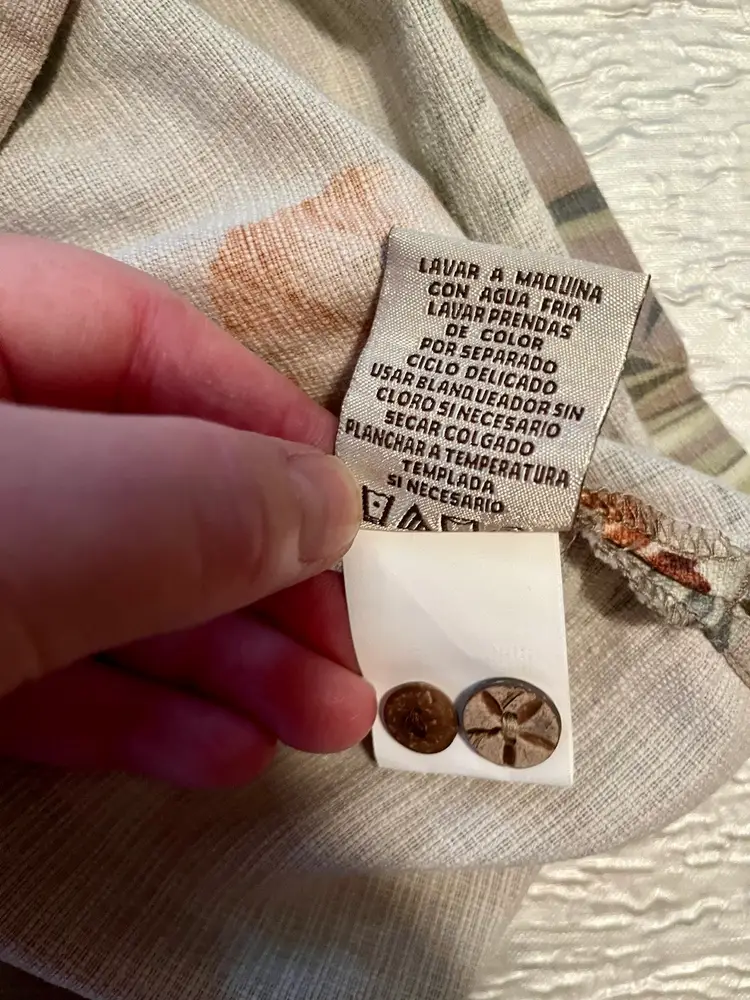 LAVAR A MAQUINA
CON AGUA FRIA
LAVAR PRENDAS
DE COLOR
POR SEPARADO
CICLO DELICADO
USAR BLANQUEADOR SIN
CLORO SI NECESARIO
SECAR COLGADO
PLANCHAR A TEMPERATURA
TEMPLADA
SI NECESARIO